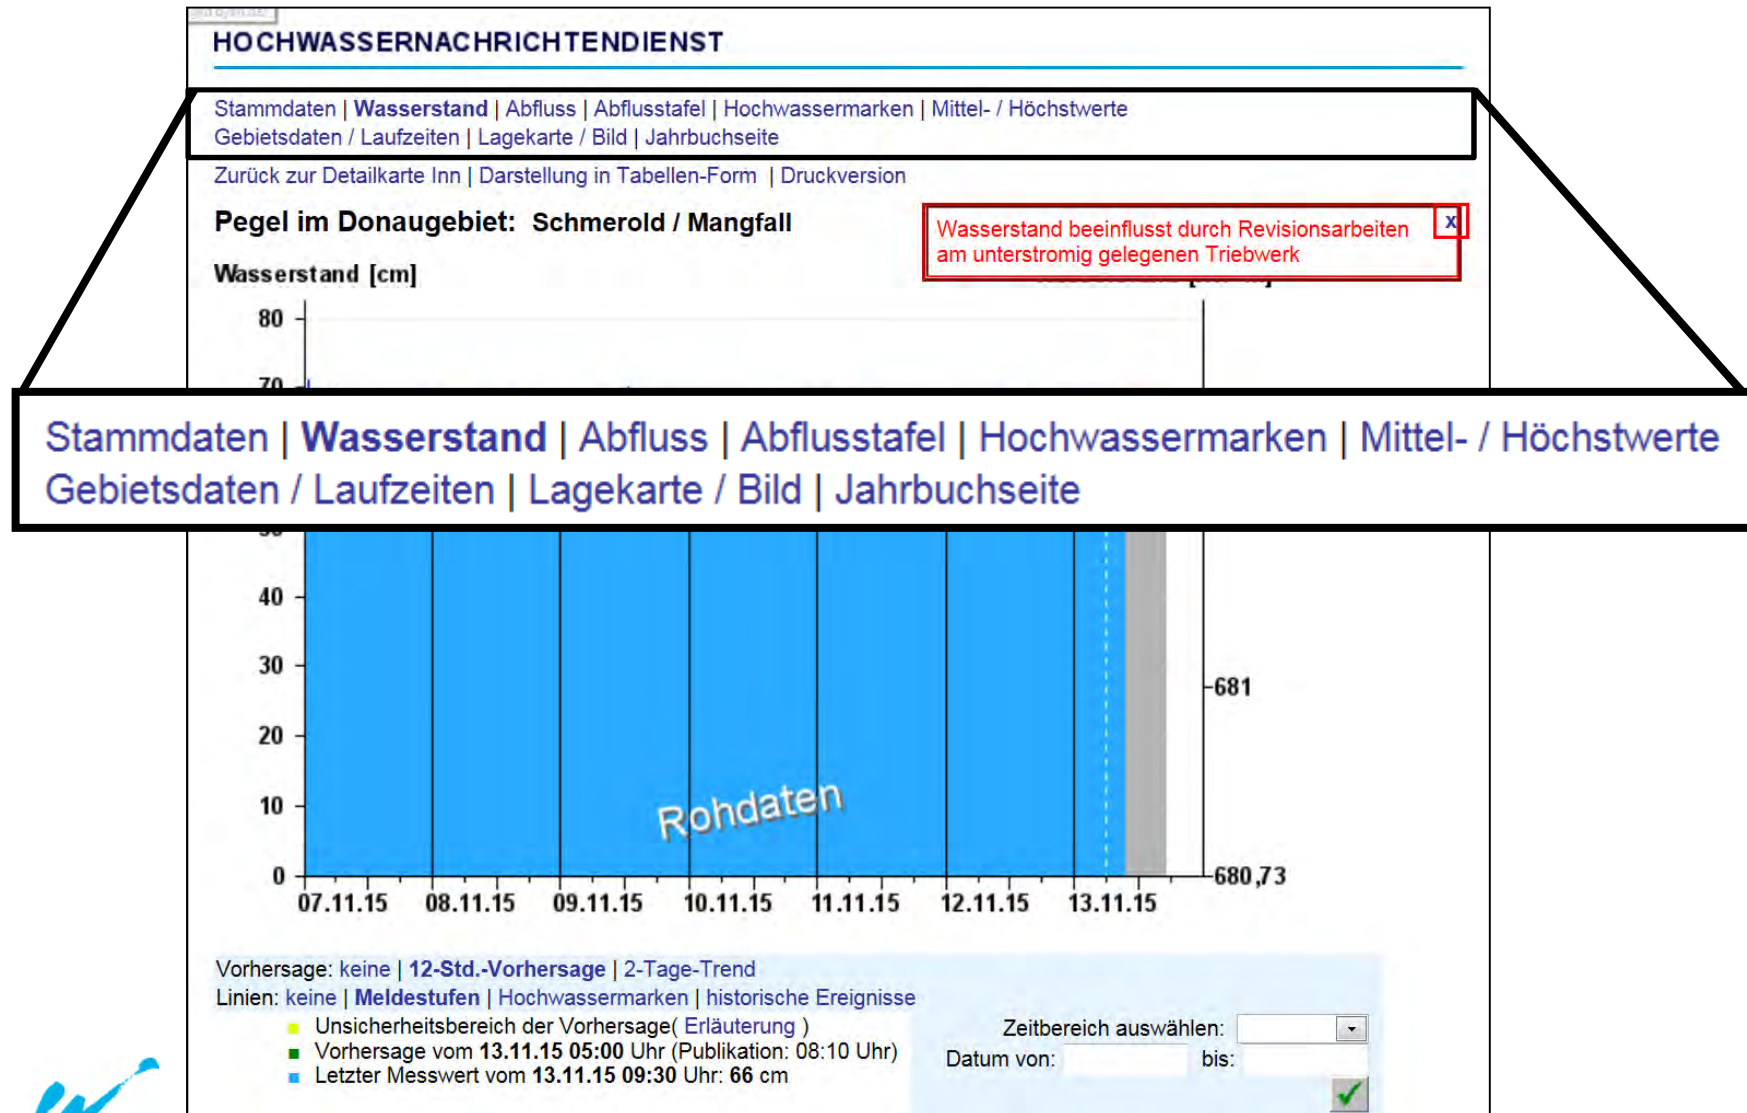 HOCHWASSERNACHRICHTENDIENST
Stammdaten | Wasserstand | Abfluss | Abflusstafel | Hochwassermarken | Mittel- / Höchstwerte
Gebietsdaten / Laufzeiten | Lagekarte / Bild | Jahrbuchseite
Zurück zur Detailkarte Inn | Darstellung in Tabellen-Form | Druckversion
Pegel im Donaugebiet: Schmerold / Mangfall
Wasserstand beeinflusst durch Revisionsarbeiten
am unterstromig gelegenen Triebwerk
x
Wasserstand [cm]
80
70
Stammdaten | Wasserstand | Abfluss | Abflusstafel | Hochwassermarken | Mittel- / Höchstwerte
Gebietsdaten / Laufzeiten | Lagekarte / Bild | Jahrbuchseite
40
30
681
20
10
Rohdaten
0
680,73
07.11.15 08.11.15 09.11.15 10.11.15 11.11.15 12.11.15 13.11.15
Vorhersage: keine | 12-Std.-Vorhersage | 2-Tage-Trend
Linien: keine | Meldestufen | Hochwassermarken | historische Ereignisse
Unsicherheitsbereich der Vorhersage( Erläuterung )
Vorhersage vom 13.11.15 05:00 Uhr (Publikation: 08:10 Uhr)
Letzter Messwert vom 13.11.15 09:30 Uhr: 66 cm
Zeitbereich auswählen:
Datum von: bis: